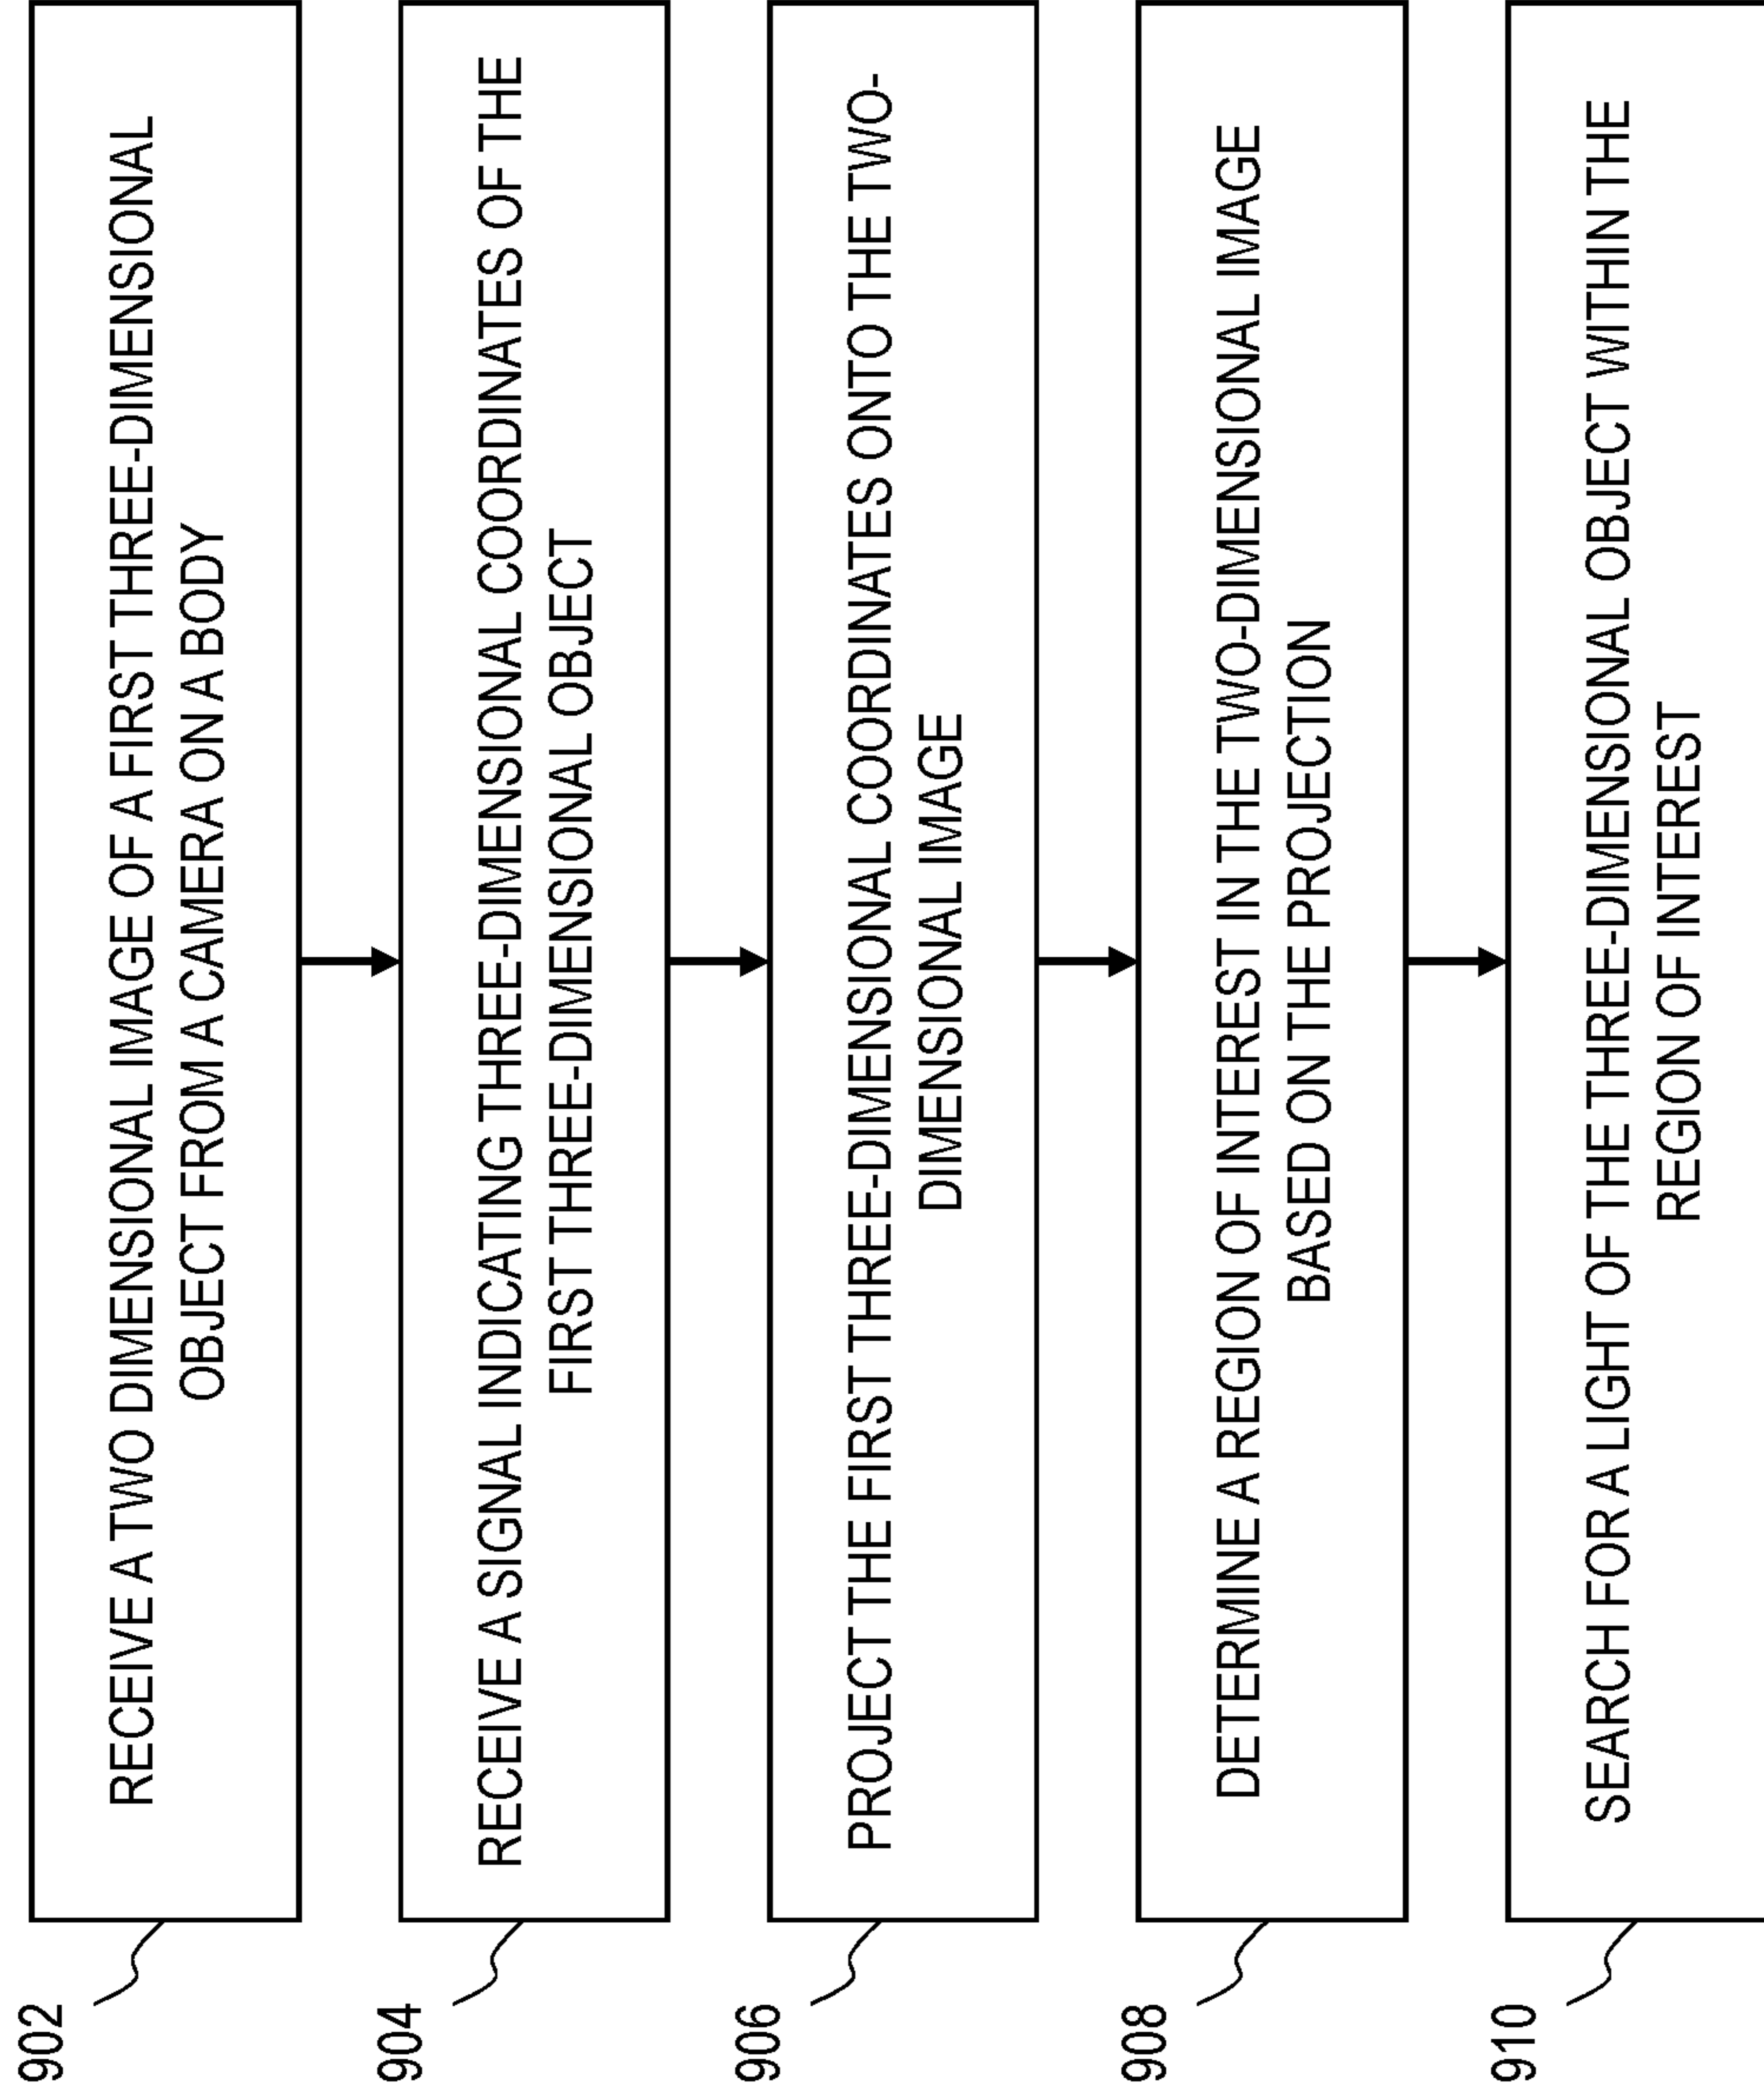 902
RECEIVE A TWO DIMENSIONAL IMAGE OF A FIRST THREE-DIMENSIONAL
OBJECT FROM A CAMERA ON A BODY
904
RECEIVE A SIGNAL INDICATING THREE-DIMENSIONAL COORDINATES OF THE
FIRST THREE-DIMENSIONAL OBJECT
906
PROJECT THE FIRST THREE-DIMENSIONAL COORDINATES ONTO THE TWO-
DIMENSIONAL IMAGE
908
DETERMINE A REGION OF INTEREST IN THE TWO-DIMENSIONAL IMAGE
BASED ON THE PROJECTION
910
SEARCH FOR A LIGHT OF THE THREE-DIMENSIONAL OBJECT WITHIN THE
REGION OF INTEREST